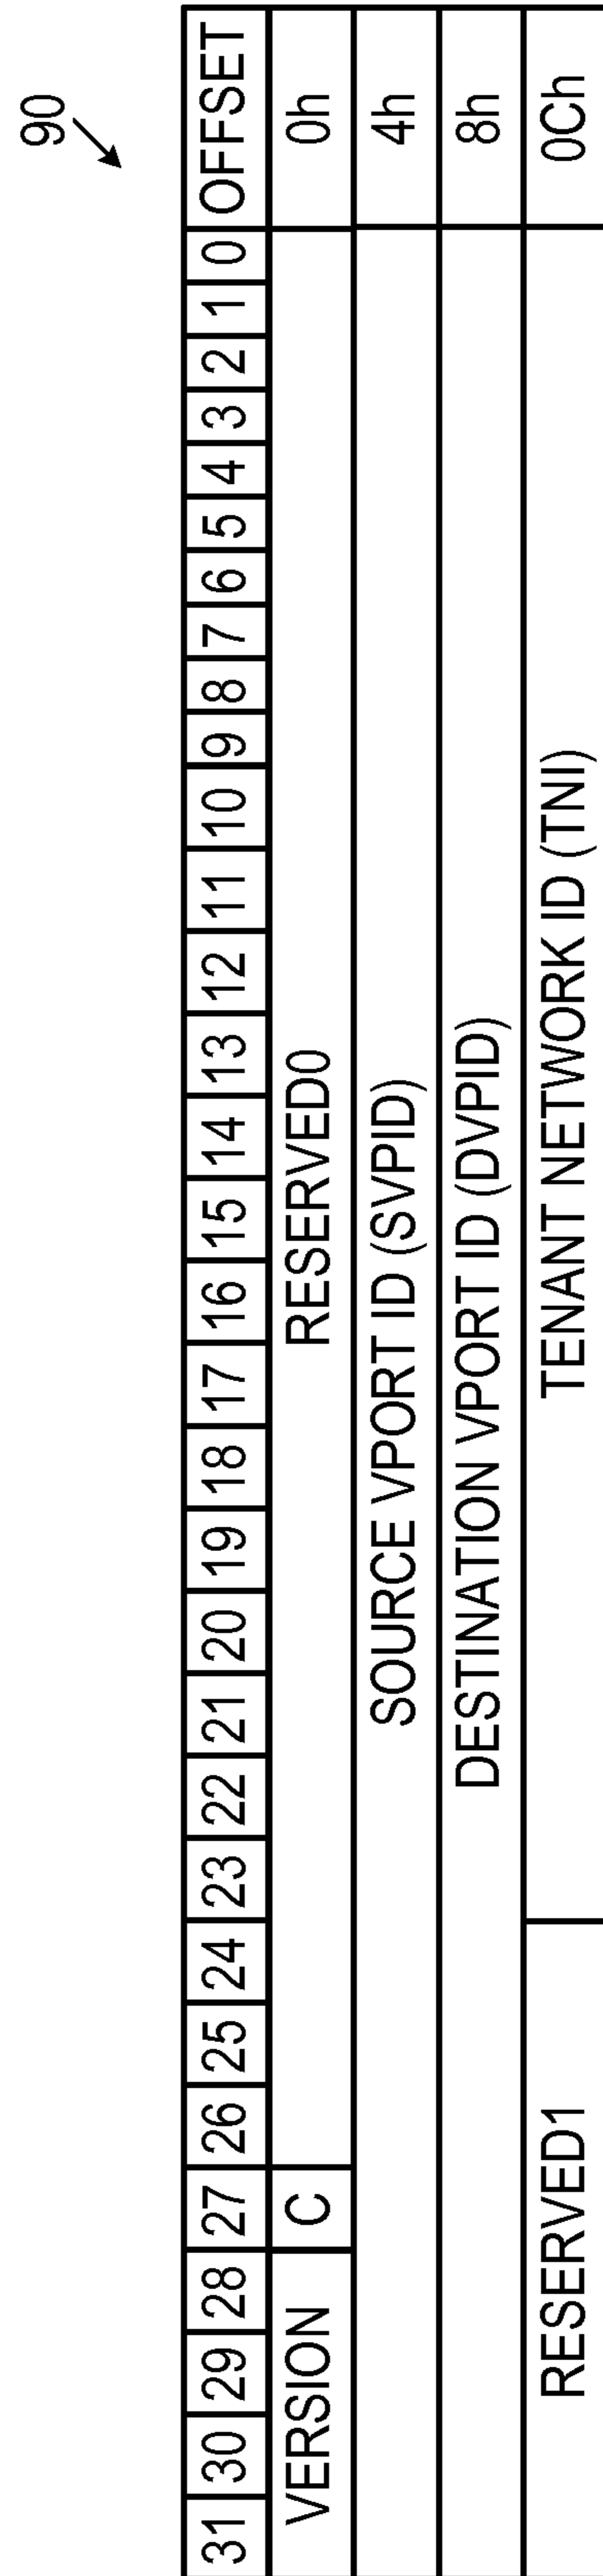 90
31 30 29 28 27 26 25 24 23 22 21 20 19 18 17 16 15 14 13 12 11 10 9 8 7 6 5 4 3 2 1 0 OFFSET
VERSION C RESERVED0 0h
SOURCE VPORT ID (SVPID) 4h
DESTINATION VPORT ID (DVPID) 8h
RESERVED1 TENANT NETWORK ID (TNI) 0Ch